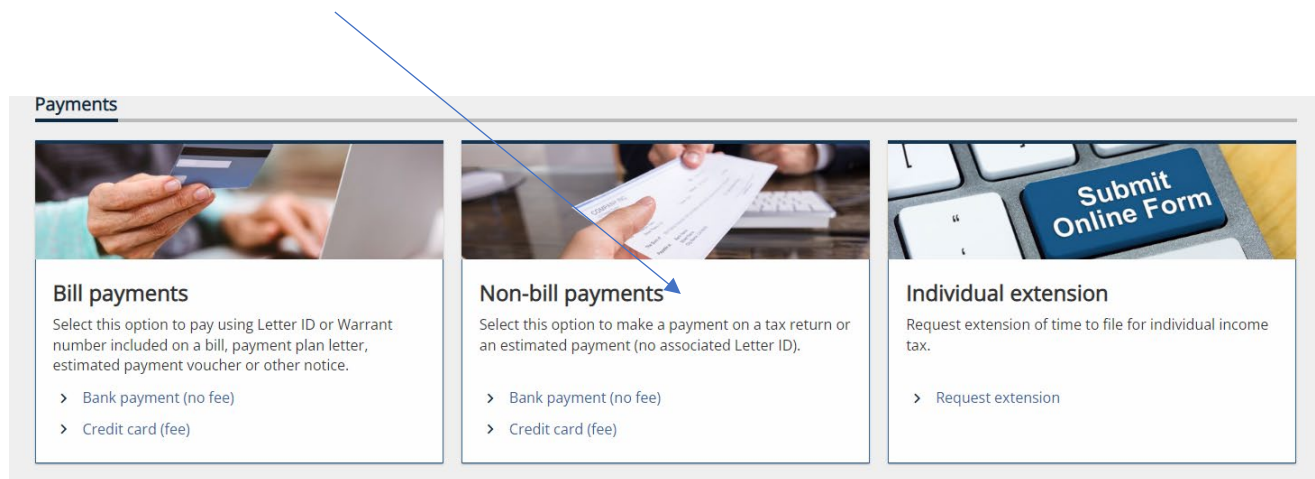 Payments
COMPANY INC
Submit
Online Form
Bill payments
Select this option to pay using Letter ID or Warrant
number included on a bill, payment plan letter,
estimated payment voucher or other notice.
Bank payment (no fee)
Credit card (fee)
Non-bill payments
Select this option to make a payment on a tax return or
an estimated payment (no associated Letter ID).
Bank payment (no fee)
Credit card (fee)
Individual extension
Request extension of time to file for individual income
tax.
Request extension